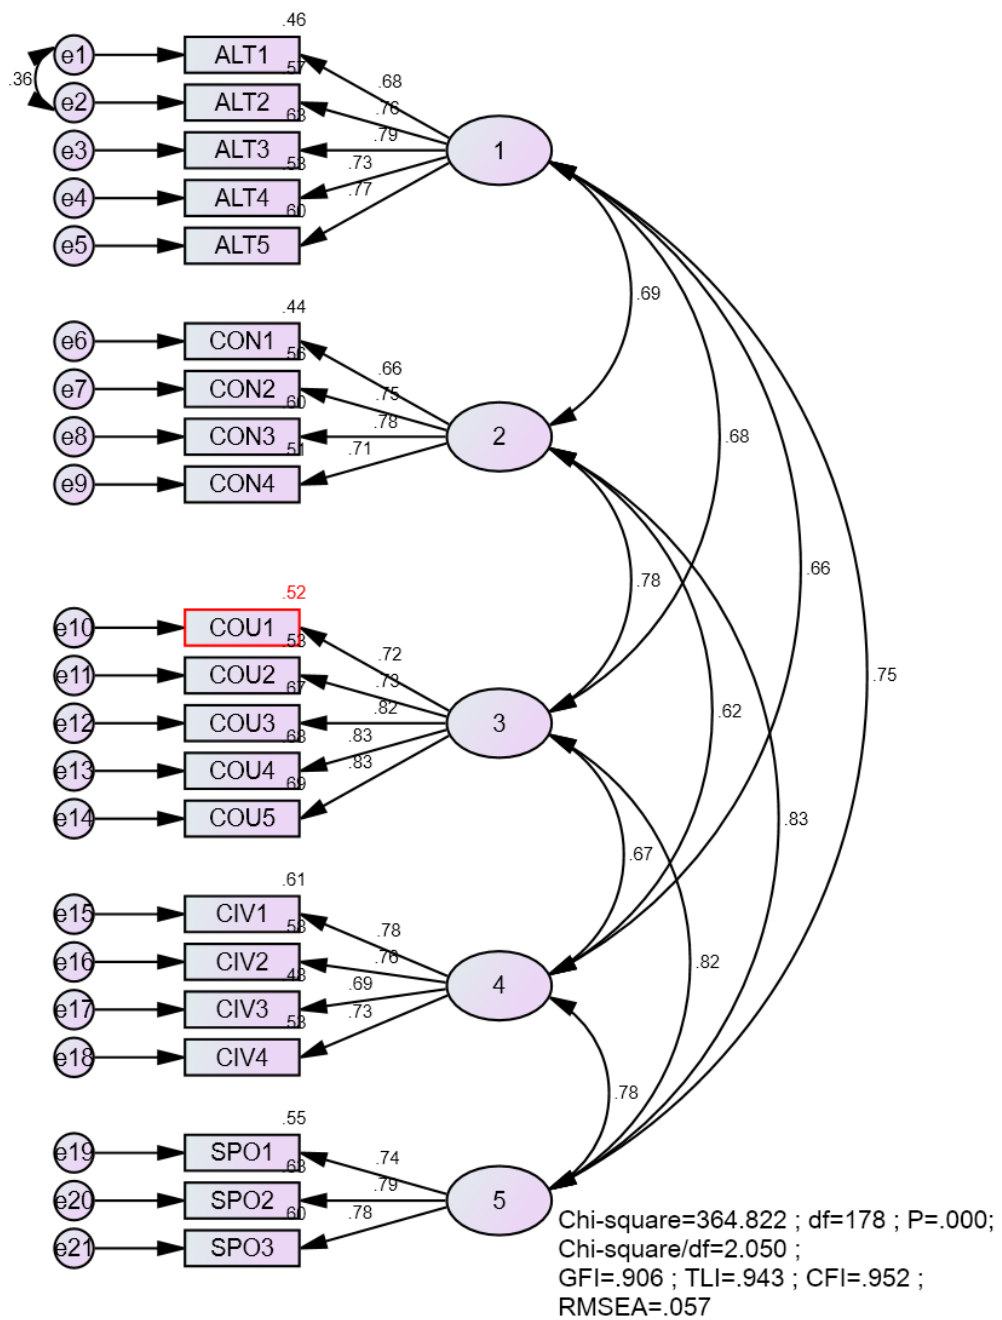 .46
e1 ALT1
.57
.68
.36
e2 ALT2
.76
.63
.79
e3 ALT3 1
.53
.73
e4 ALT4
.77
.60
e5 ALT5
.69
.44
e6 CON1
.56
.66
e7 CON2
.75
.60
.78
e8 CON3 2
.68
.51
.71
e9 CON4
.66
.78
.52
e10 COU1
.53
.72
e11 COU2
.73
.75
.67
.82
e12 COU3 3
.62
.68
.83
e13 COU4
.83
.69
e14 COU5
.83
.67
.61
e15 CIV1
.58
.78
e16 CIV2
.76
.82
.48
.69
e17 CIV3 4
.53
.73
e18 CIV4
.78
.55
e19 SPO1
.63
.74
.79
e20 SPO2 5
.60
.78
e21 SPO3
Chi-square=364.822 ; df=178 ; P=.000;
Chi-square/df=2.050 ;
GFI=.906 ; TLI=.943 ; CFI=.952 ;
RMSEA=.057